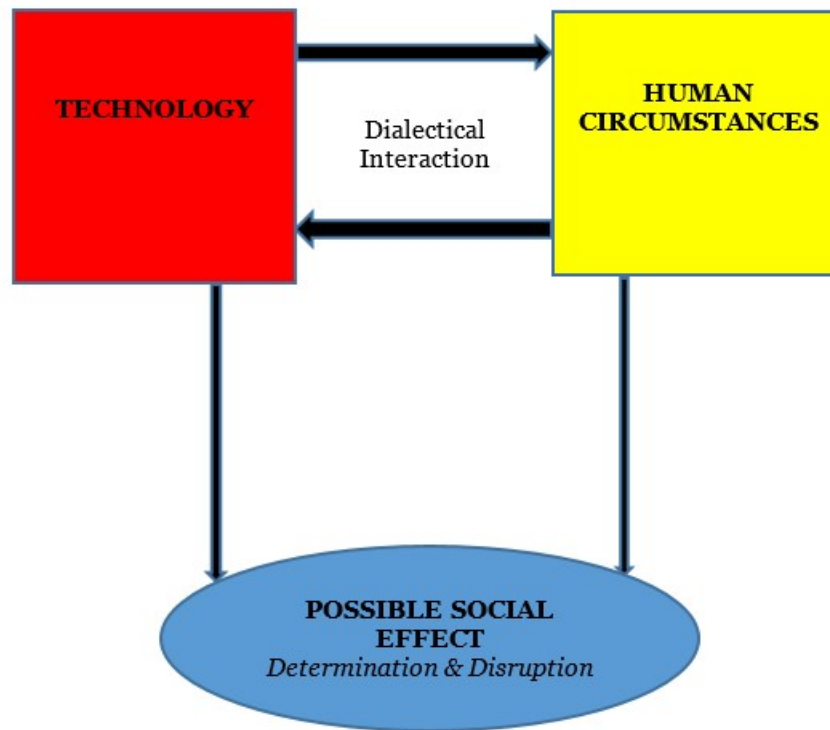 TECHNOLOGY
Dialectical
Interaction
HUMAN
CIRCUMSTANCES
POSSIBLE SOCIAL
EFFECT
Determination & Disruption